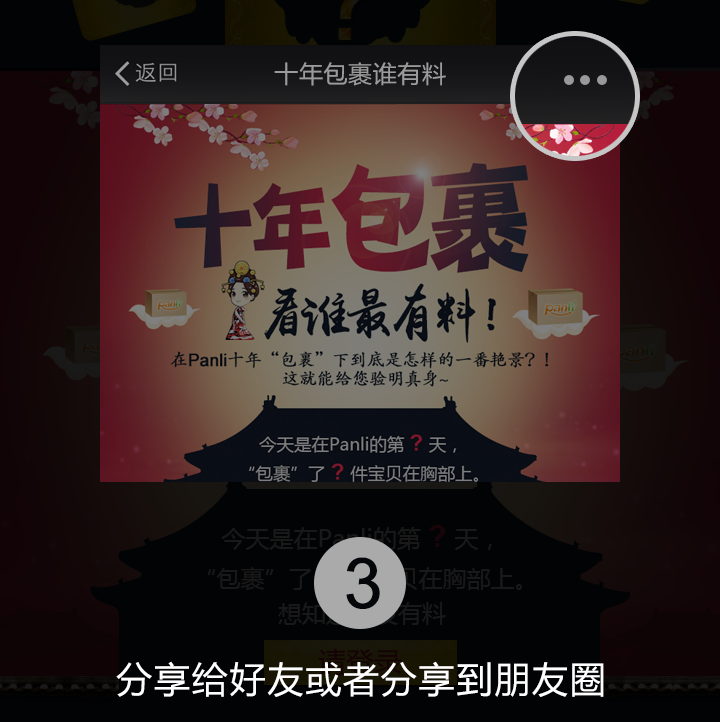 返回 十年包裹谁有料
十年包裹
看谁最有料！
Panli
Panli
在Panli十年“包裹”下到底是怎样的一番艳景？！
这就能给您验明真身~
今天是在Panli的第？天，
“包裹”了？件宝贝在胸部上。
今天是在Panli的第？天，
“包裹”了
贝在胸部上。
3
想知
有料
请登录
分享给好友或者分享到朋友圈